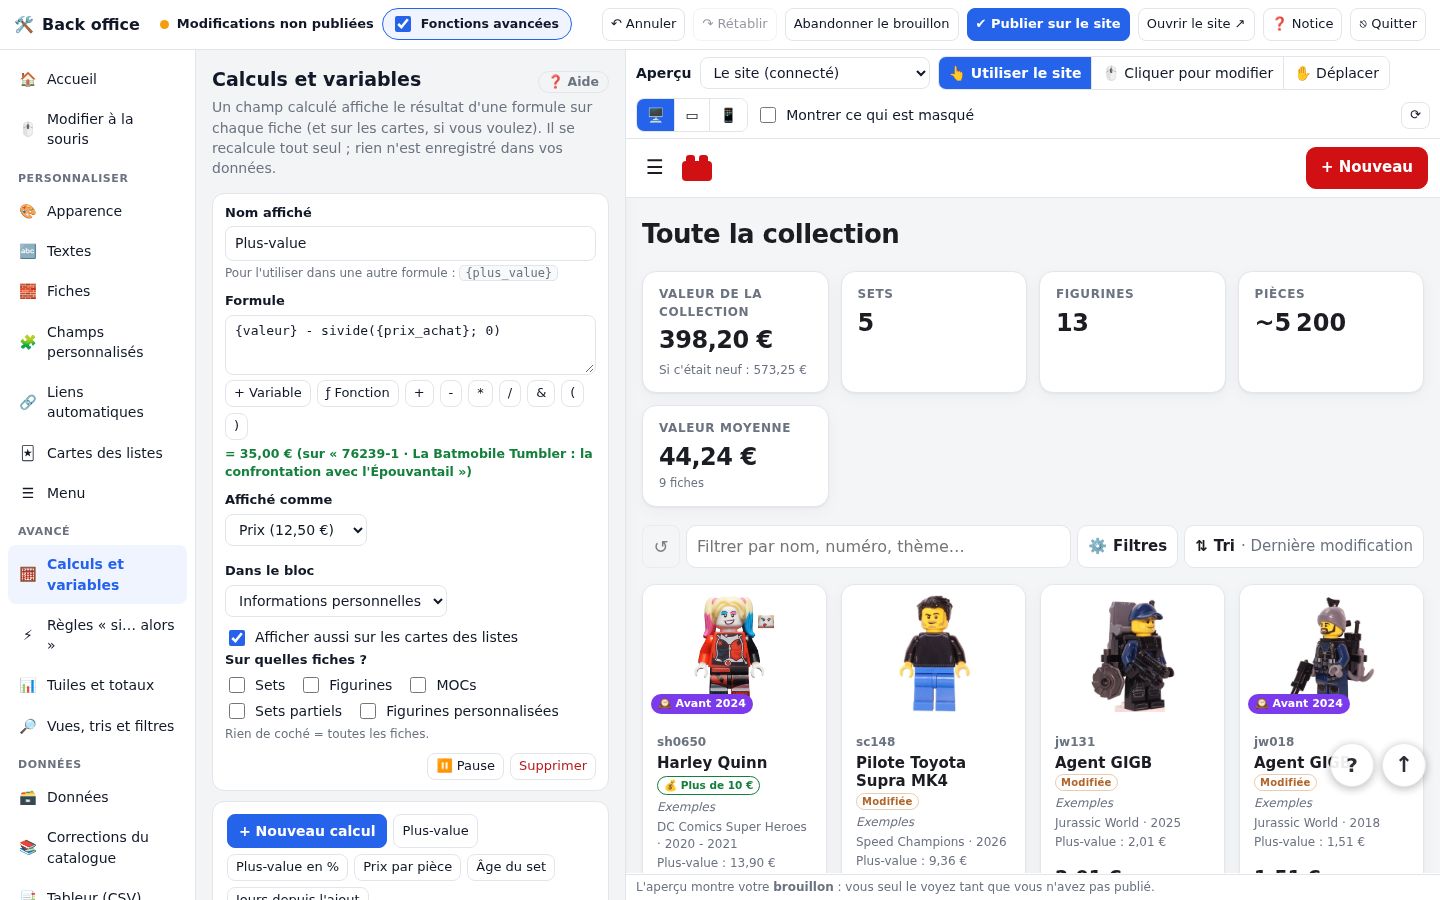 🛠️ Back office
Modifications non publiées
Fonctions avancées
↶ Annuler
↷ Rétablir
Abandonner le brouillon
✔ Publier sur le site
Ouvrir le site ↗
❓ Notice
⎋ Quitter
Accueil
Modifier à la
souris
PERSONNALISER
Apparence
Textes
Fiches
Champs
personnalisés
Liens
automatiques
Cartes des listes
Menu
AVANCÉ
Calculs et
variables
Règles « si… alors
»
Tuiles et totaux
Vues, tris et filtres
DONNÉES
Données
Corrections du
catalogue
Tableur (CSV)
Calculs et variables
❓ Aide
Un champ calculé affiche le résultat d'une formule sur
chaque fiche (et sur les cartes, si vous voulez). Il se
recalcule tout seul ; rien n'est enregistré dans vos
données.
Nom affiché
Plus-value
Pour l'utiliser dans une autre formule : {plus_value}
Formule
{valeur} - sivide({prix_achat}; 0)
+ Variable
ƒ Fonction
+
-
*
/
&
(
)
= 35,00 € (sur « 76239-1 · La Batmobile Tumbler : la
confrontation avec l'Épouvantail »)
Affiché comme
Prix (12,50 €)
Dans le bloc
Informations personnelles
Afficher aussi sur les cartes des listes
Sur quelles fiches ?
Sets
Figurines
MOCs
Sets partiels
Figurines personnalisées
Rien de coché = toutes les fiches.
⏸️ Pause
Supprimer
+ Nouveau calcul
Plus-value
Plus-value en %
Prix par pièce
Âge du set
Jours depuis l'ajout
Aperçu
Le site (connecté)
👆 Utiliser le site
🖱️ Cliquer pour modifier
✋ Déplacer
Montrer ce qui est masqué
⟳
☰
+ Nouveau
Toute la collection
VALEUR DE LA
COLLECTION
398,20 €
Si c'était neuf : 573,25 €
SETS
5
FIGURINES
13
PIÈCES
~5 200
VALEUR MOYENNE
44,24 €
9 fiches
↺
Filtrer par nom, numéro, thème…
⚙️ Filtres
⇅ Tri · Dernière modification
Avant 2024
sh0650
Harley Quinn
💰 Plus de 10 €
Exemples
DC Comics Super Heroes
· 2020 - 2021
Plus-value : 13,90 €
sc148
Pilote Toyota
Supra MK4
Modifiée
Exemples
Speed Champions · 2026
Plus-value : 9,36 €
jw131
Agent GIGB
Modifiée
Exemples
Jurassic World · 2025
Plus-value : 2,01 €
Avant 2024
jw018
Agent GIGB
Modifiée
Exemples
Jurassic World · 2018
Plus-value : 1,51 €
?
↑
L'aperçu montre votre brouillon : vous seul le voyez tant que vous n'avez pas publié.